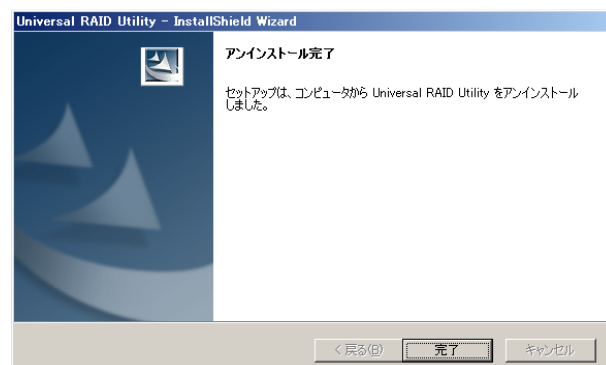 Universal RAID Utility - InstallShield Wizard
アンインストール完了
セットアップは、コンピュータから Universal RAID Utility をアンインストール
しました。
< 戻る(B)
完了
キャンセル